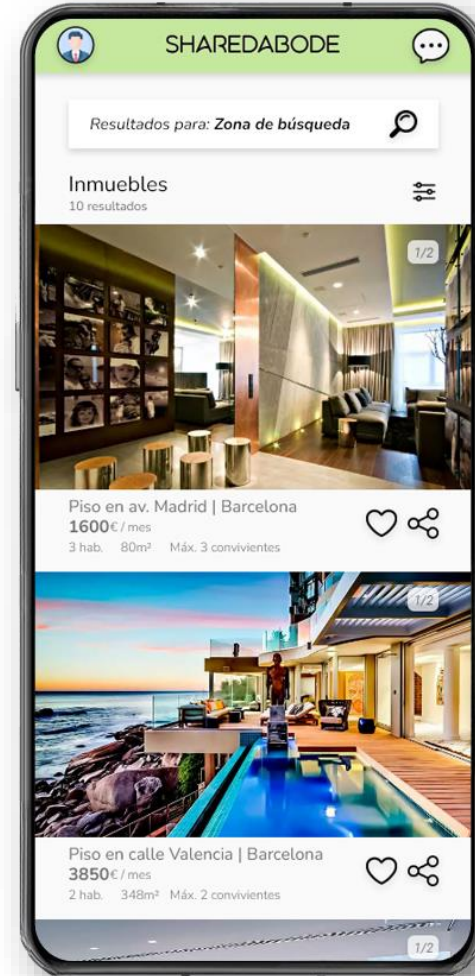 SHAREDABODE
Resultados para: Zona de búsqueda
Inmuebles
10 resultados
1/2
Piso en av. Madrid | Barcelona
1600€ / mes
3 hab. 80m² Máx. 3 convivientes
1/2
Piso en calle Valencia | Barcelona
3850€ / mes
2 hab. 348m² Máx. 2 convivientes
1/2